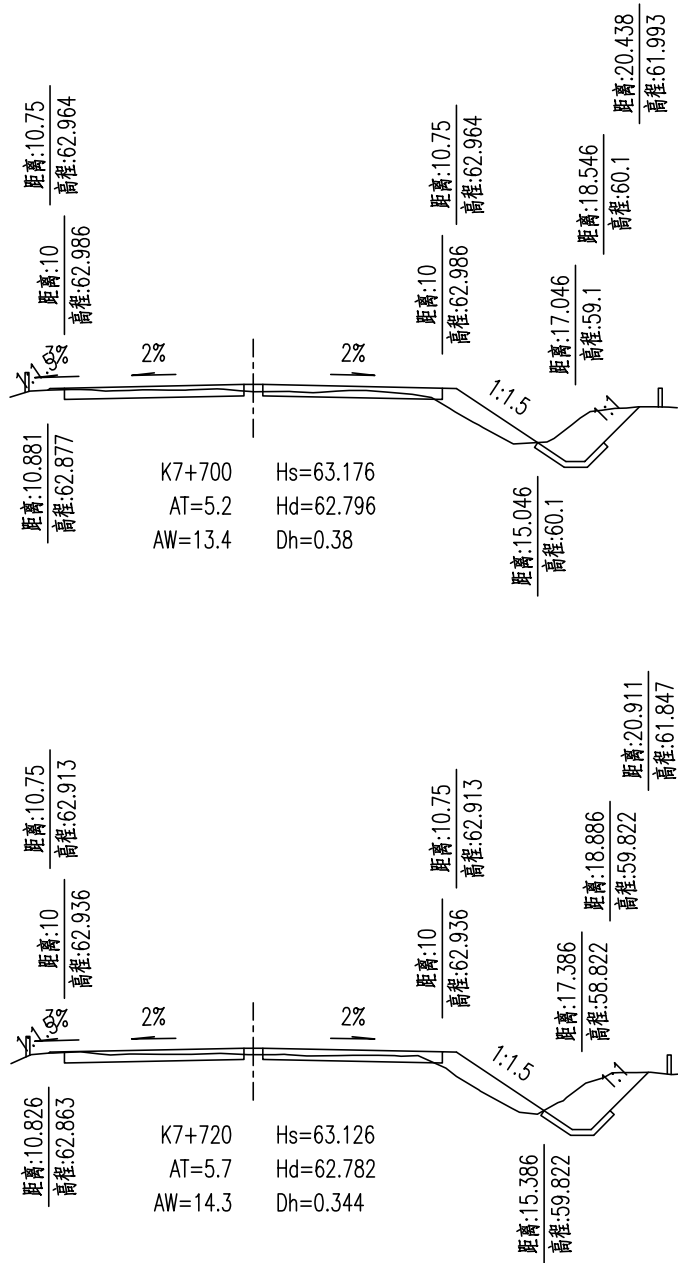 距离:20.438
高程:61.993
距离:10.75
高程:62.964
距离:10.75
高程:62.964
距离:18.546
高程:60.1
距离:10
高程:62.986
距离:10
高程:62.986
距离:17.046
高程:59.1
1:1.5
3%
2%
2%
1:1.5
1:1
距离:10.881
高程:62.877
K7+700
Hs=63.176
AT=5.2
Hd=62.796
AW=13.4
Dh=0.38
距离:15.046
高程:60.1
距离:20.911
高程:61.847
距离:10.75
高程:62.913
距离:10.75
高程:62.913
距离:18.886
高程:59.822
距离:10
高程:62.936
距离:10
高程:62.936
距离:17.386
高程:58.822
1:1.5
3%
2%
2%
1:1.5
1:1
距离:10.826
高程:62.863
K7+720
Hs=63.126
AT=5.7
Hd=62.782
AW=14.3
Dh=0.344
距离:15.386
高程:59.822